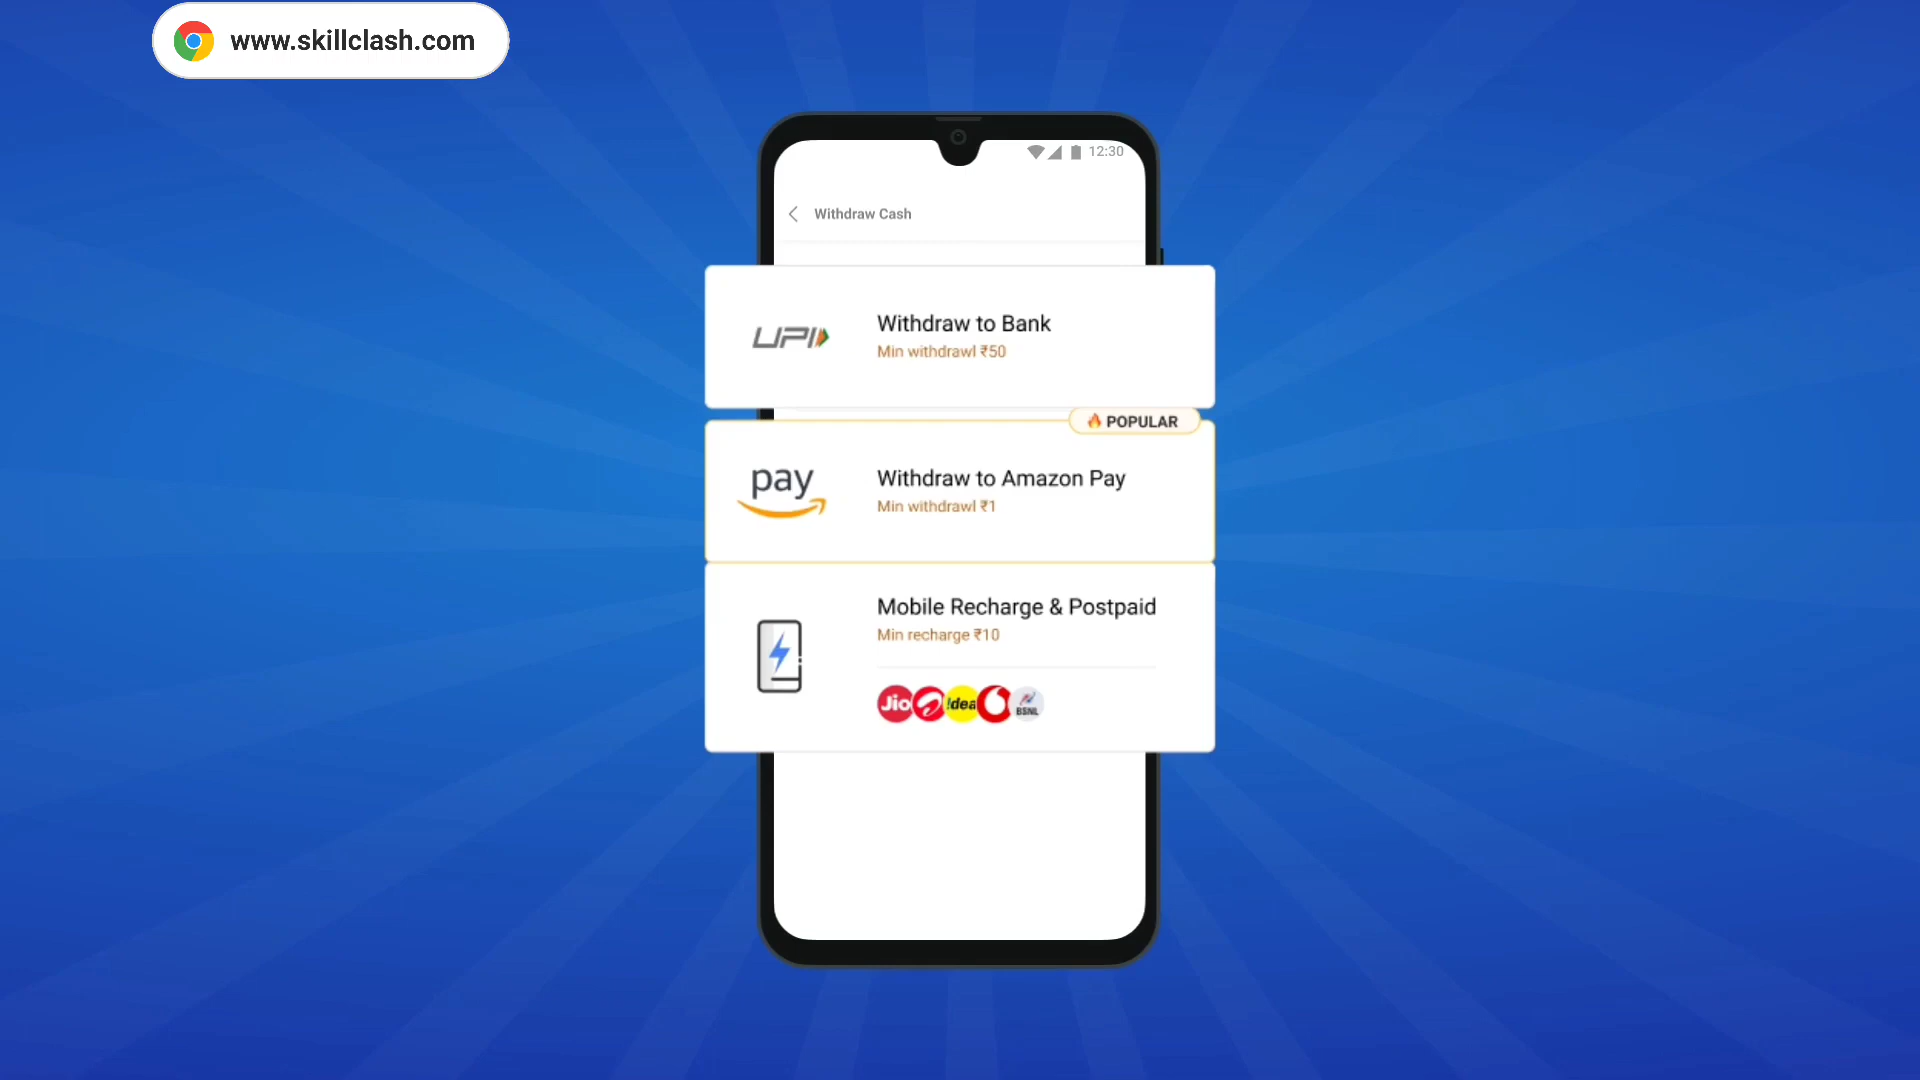 www.skillclash.com
12:30
Withdraw Cash
UPI
Withdraw to Bank
Min withdrawl ₹50
🔥 POPULAR
pay
Withdraw to Amazon Pay
Min withdrawl ₹1
Mobile Recharge & Postpaid
Min recharge ₹10
Jio
!dea
BSNL